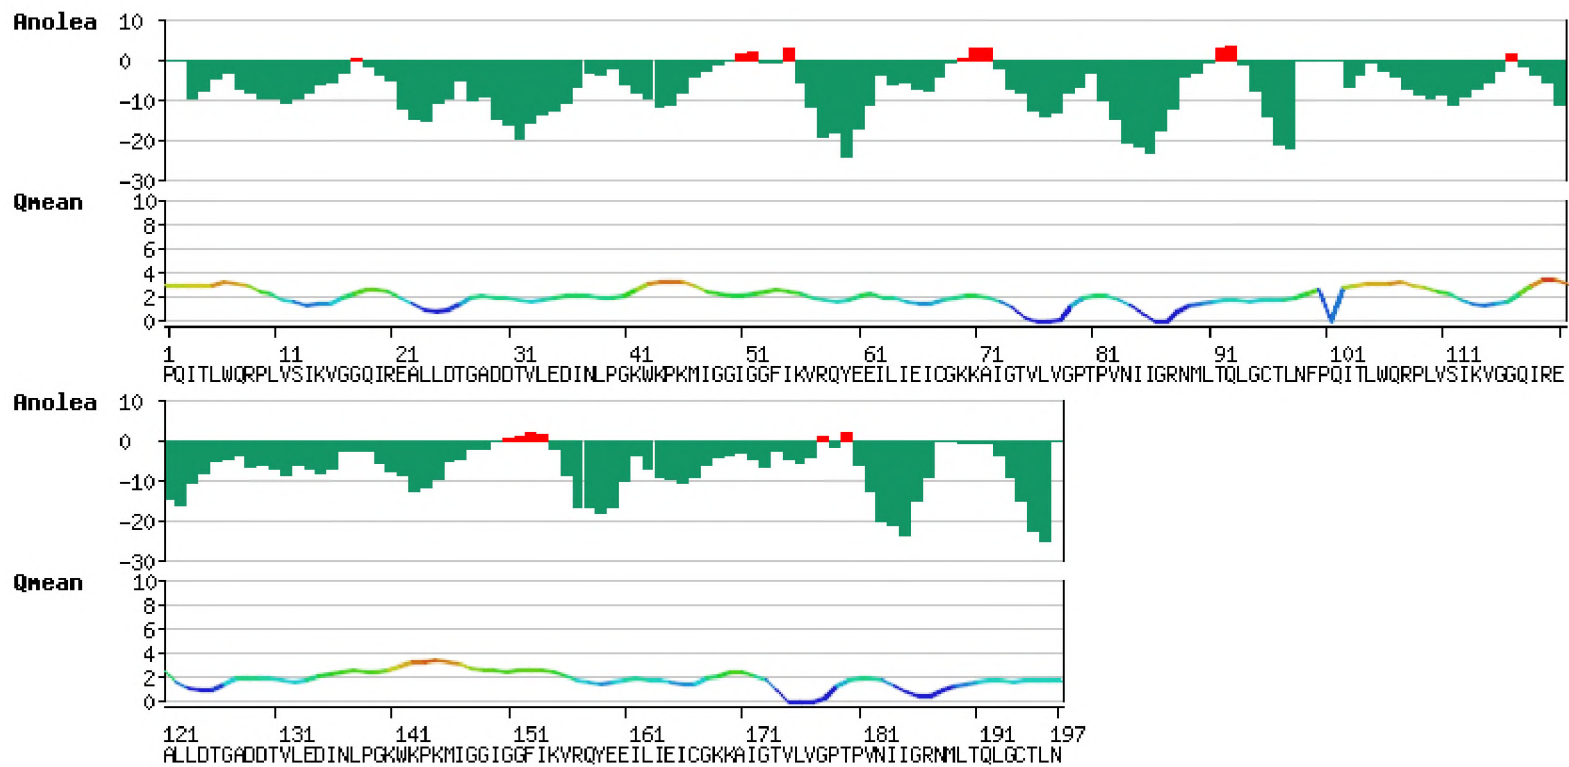 Anolea
10
0
-10
-20
-30
Qmean
10
8
6
4
2
0
1 11 21 31 41 51 61 71 81 91 101 111
PQITLWQRPLVSIKVGGQIREALLDTGADDTVLEDINLPGKWKPKMIGGIGGFIKVRQYEEILIEICGKKAIGTVLVGPTPVNIIGRNMLTQLGCTLNFPQITLWQRPLVSIKVGGQIRE
Anolea
10
0
-10
-20
-30
Qmean
10
8
6
4
2
0
121 131 141 151 161 171 181 191 197
ALLDTGADDTVLEDINLPGKWKPKMIGGIGGFIKVRQYEEILIEICGKKAIGTVLVGPTPVNIIGRNMLTQLGCTLN